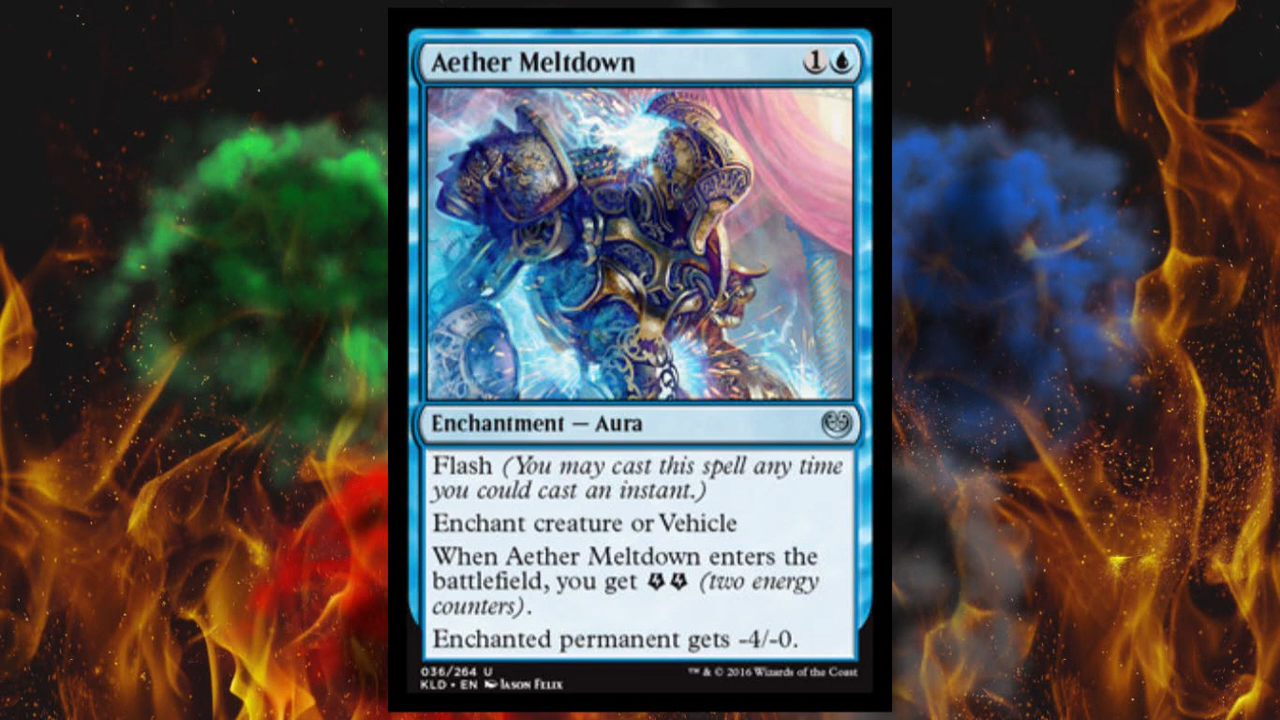 Aether Meltdown 1
Enchantment — Aura
Flash (You may cast this spell any time
you could cast an instant.)
Enchant creature or Vehicle
When Aether Meltdown enters the
battlefield, you get (two energy
counters).
Enchanted permanent gets -4/-0.
036/264 U ™ & © 2016 Wizards of the Coast
KLD • EN Jason Felix